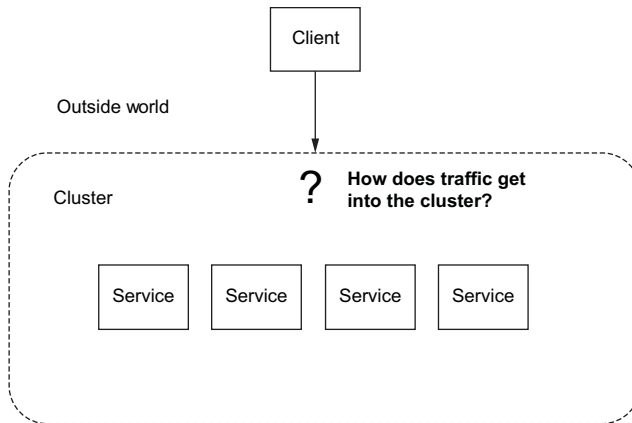 Client
Outside world
?
How does traffic get
into the cluster?
Cluster
Service
Service
Service
Service